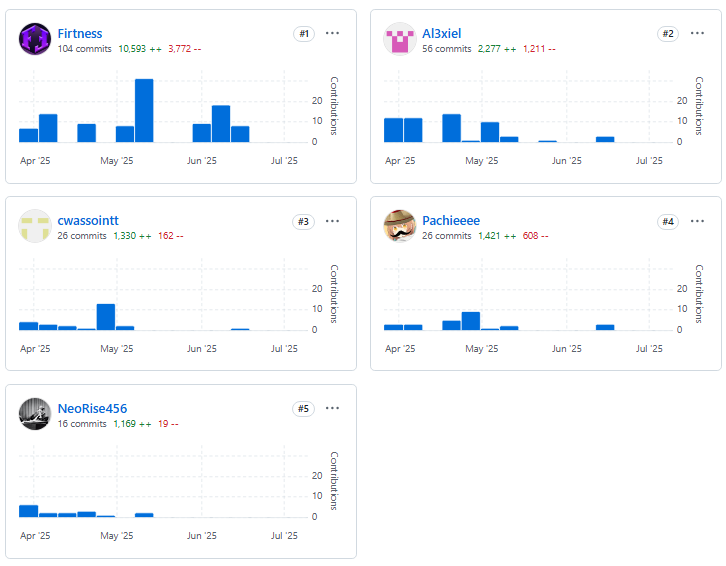 Firtness
#1
104 commits 10,593 ++ 3,772 --
20
10
0
Contributions
Apr '25 May '25 Jun '25 Jul '25
Al3xiel
#2
56 commits 2,277 ++ 1,211 --
20
10
0
Contributions
Apr '25 May '25 Jun '25 Jul '25
cwassointt
#3
26 commits 1,330 ++ 162 --
20
10
0
Contributions
Apr '25 May '25 Jun '25 Jul '25
Pachieeee
#4
26 commits 1,421 ++ 608 --
20
10
0
Contributions
Apr '25 May '25 Jun '25 Jul '25
NeoRise456
#5
16 commits 1,169 ++ 19 --
20
10
0
Contributions
Apr '25 May '25 Jun '25 Jul '25